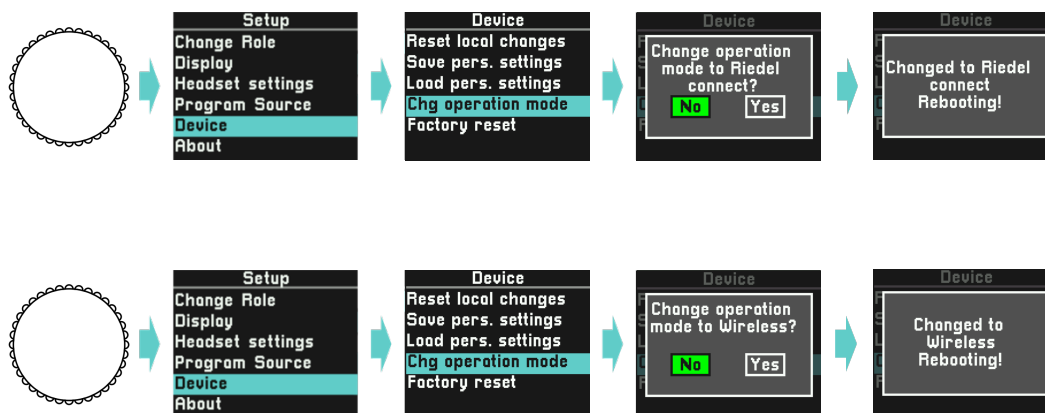 Setup
Change Role
Display
Headset settings
Program Source
Device
About
Device
Reset local changes
Save pers. settings
Load pers. settings
Chg operation mode
Factory reset
Device
Change operation
mode to Riedel
connect?
No Yes
Device
Changed to Riedel
connect
Rebooting!
Setup
Change Role
Display
Headset settings
Program Source
Device
About
Device
Reset local changes
Save pers. settings
Load pers. settings
Chg operation mode
Factory reset
Device
Change operation
mode to Wireless?
No Yes
Device
Changed to
Wireless
Rebooting!